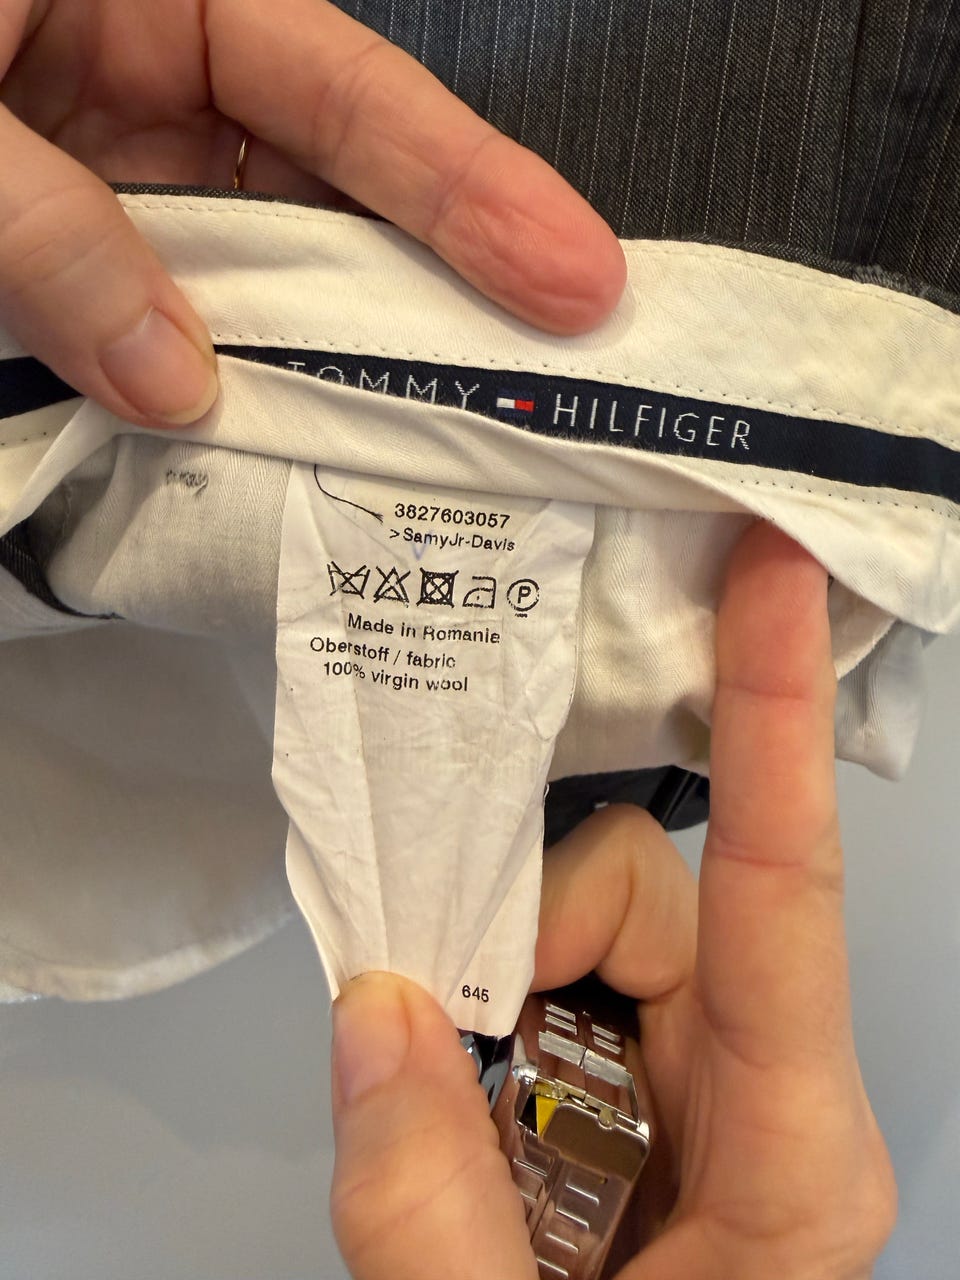 TOMMY HILFIGER
3827603057
>SamyJr-Davis
P
Made in Romania
Oberstoff / fabric
100% virgin wool
645